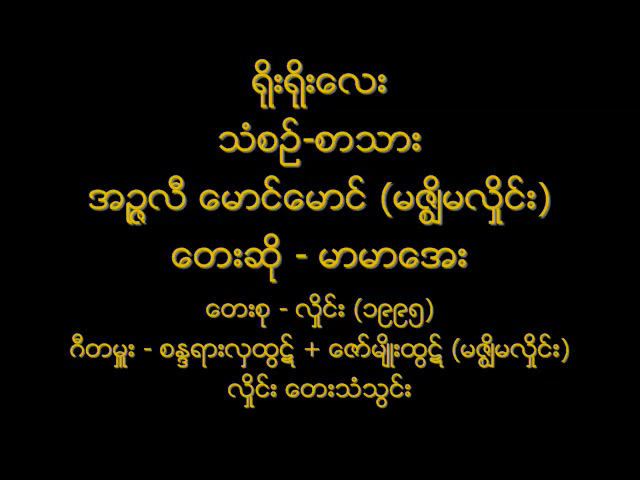 ရိုးရိုးလေး
သံစဉ်-စာသား
အဉ္ဇလီ မောင်မောင် (မဇ္ဈိမလှိုင်း)
တေးဆို - မာမာအေး
တေးစု - လှိုင်း (၁၉၉၅)
ဂီတမှူး - စန္ဒရားလှထွဋ် + ဇော်မျိုးထွဋ် (မဇ္ဈိမလှိုင်း)
လှိုင်း တေးသံသွင်း